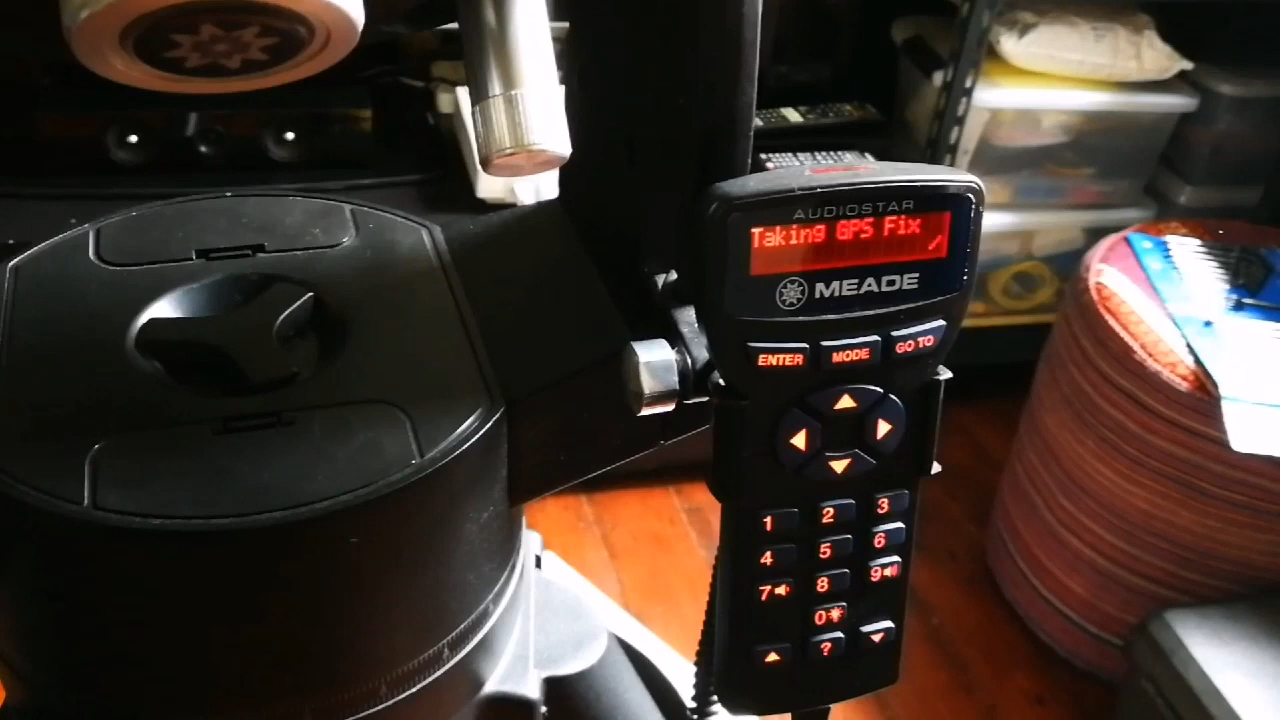 AUDIOSTAR
Taking GPS Fix
MEADE
ENTER MODE GO TO
1 2 3
4 5 6
7 8 9
0
?